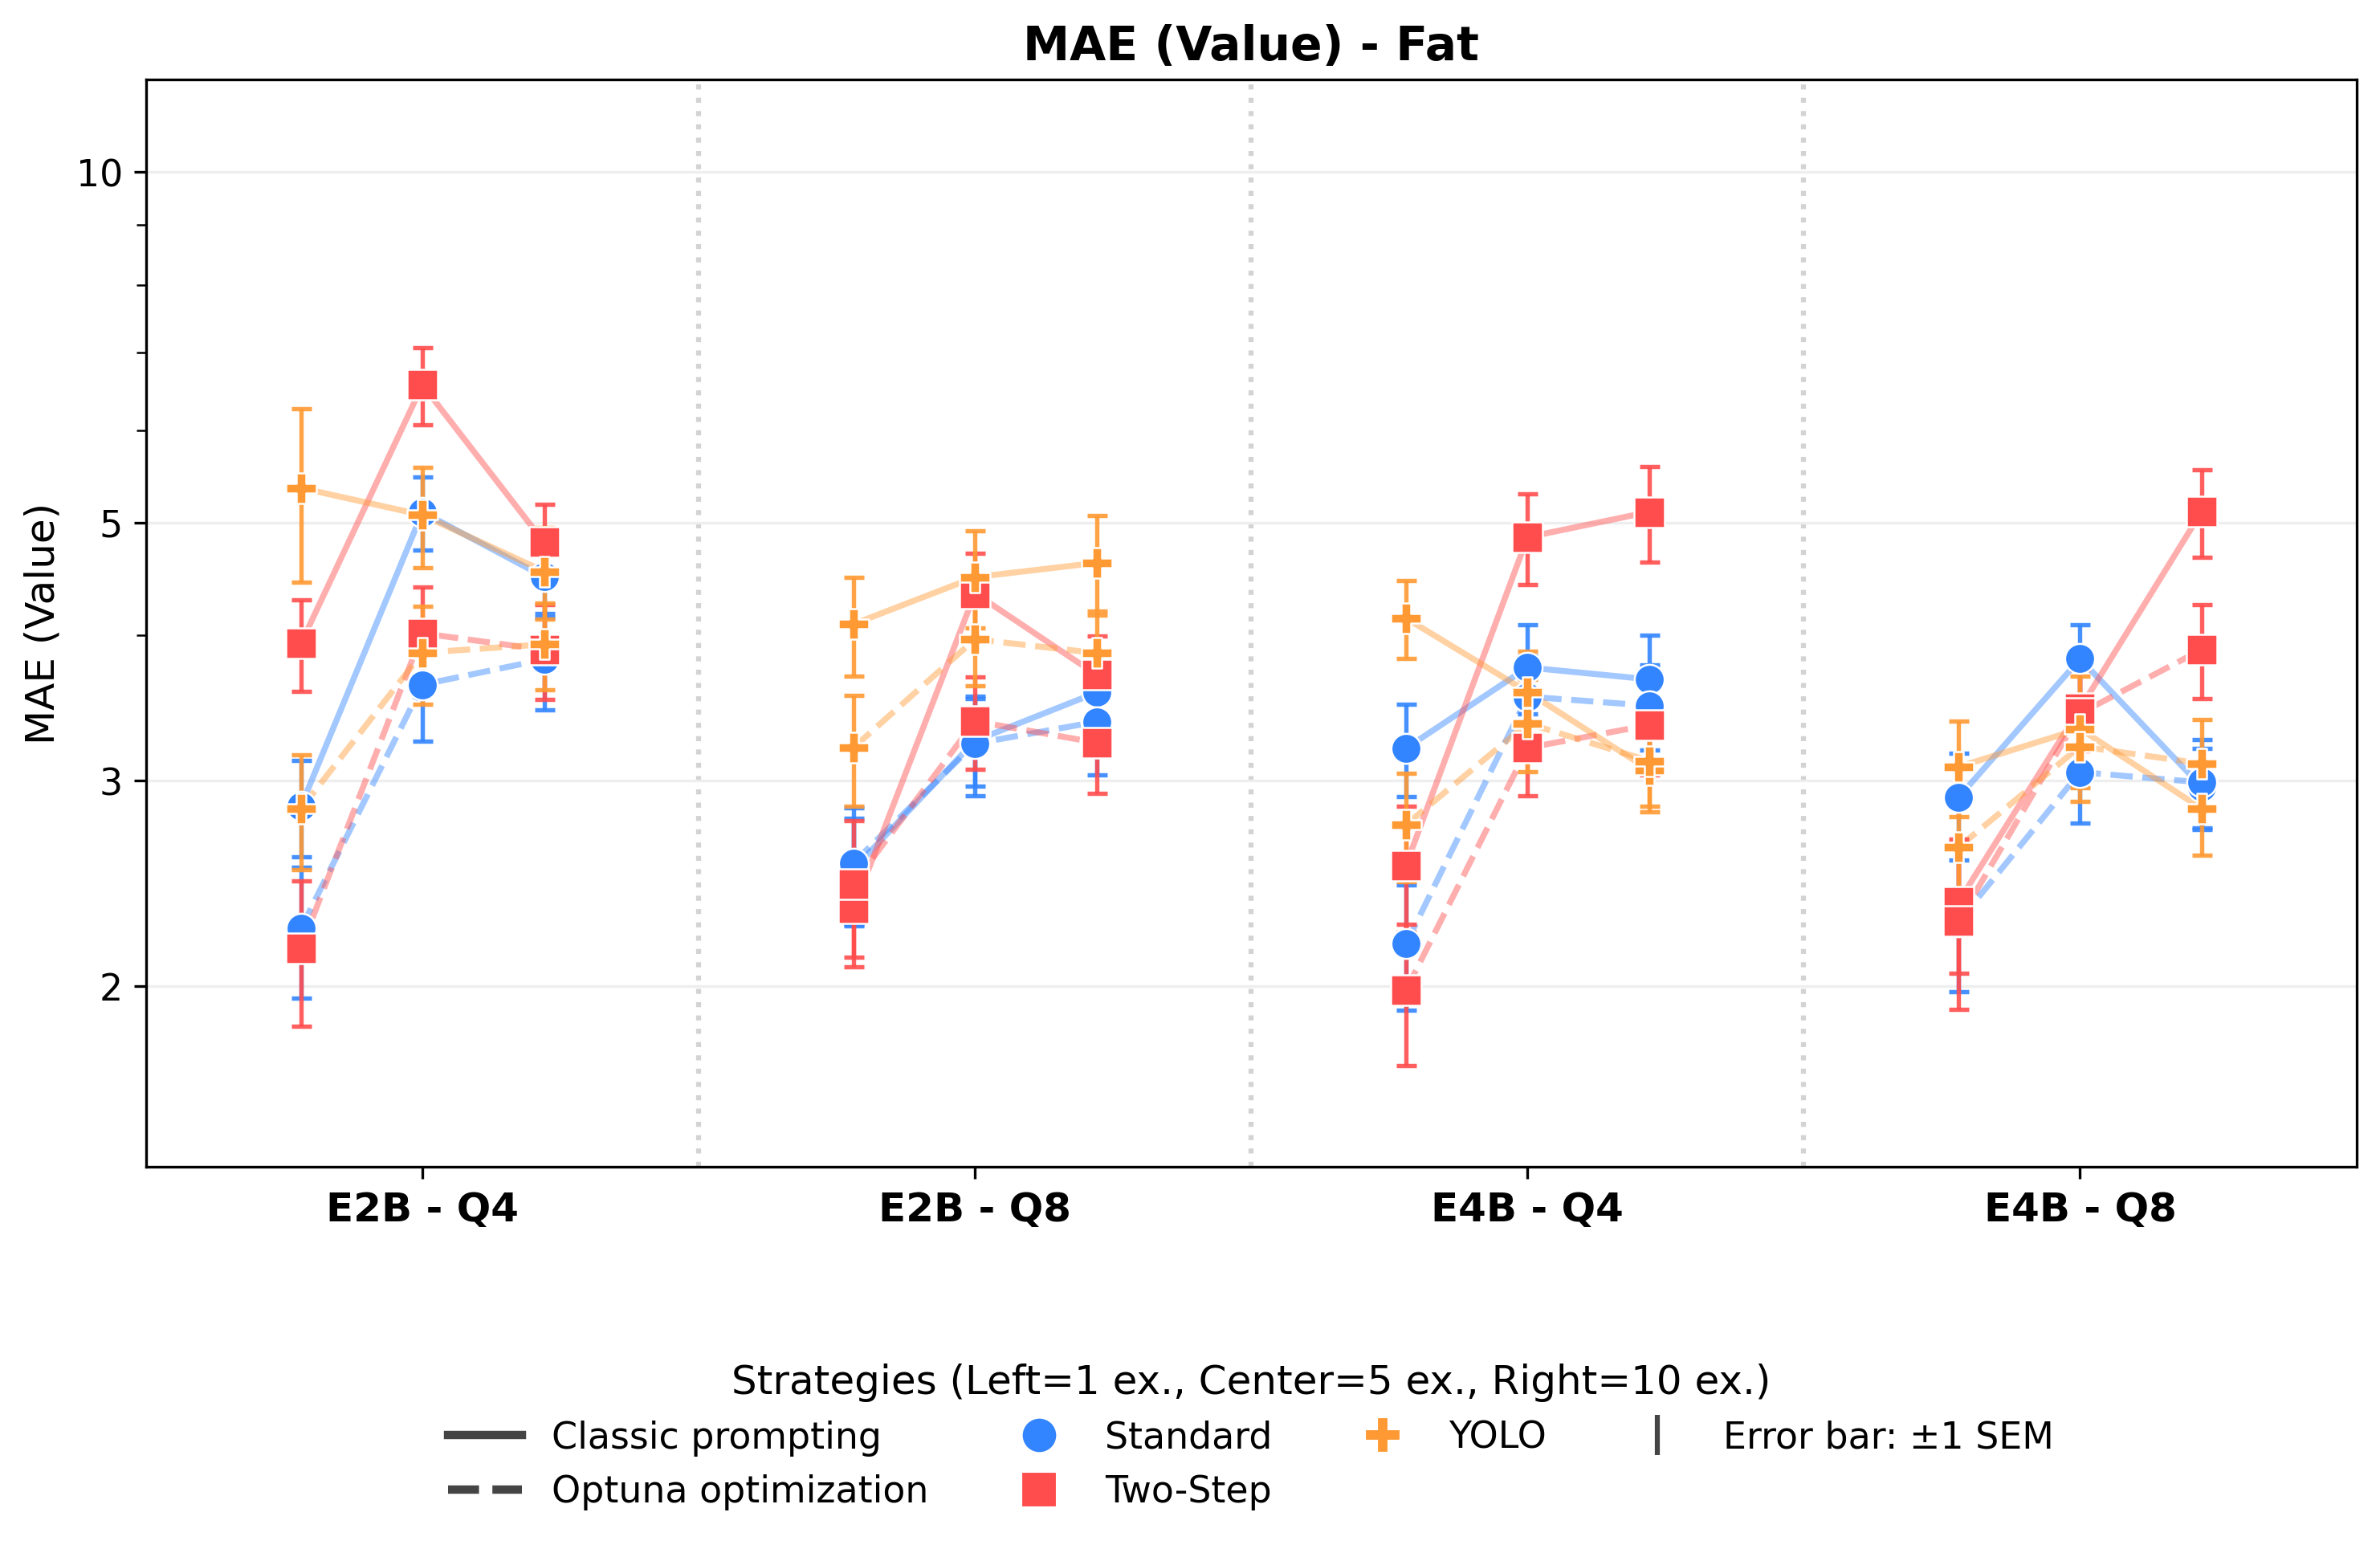 MAE (Value) - Fat
MAE (Value)
10
5
3
2
E2B - Q4
E2B - Q8
E4B - Q4
E4B - Q8
Strategies (Left=1 ex., Center=5 ex., Right=10 ex.)
Classic prompting
Optuna optimization
Standard
Two-Step
YOLO
Error bar: ±1 SEM